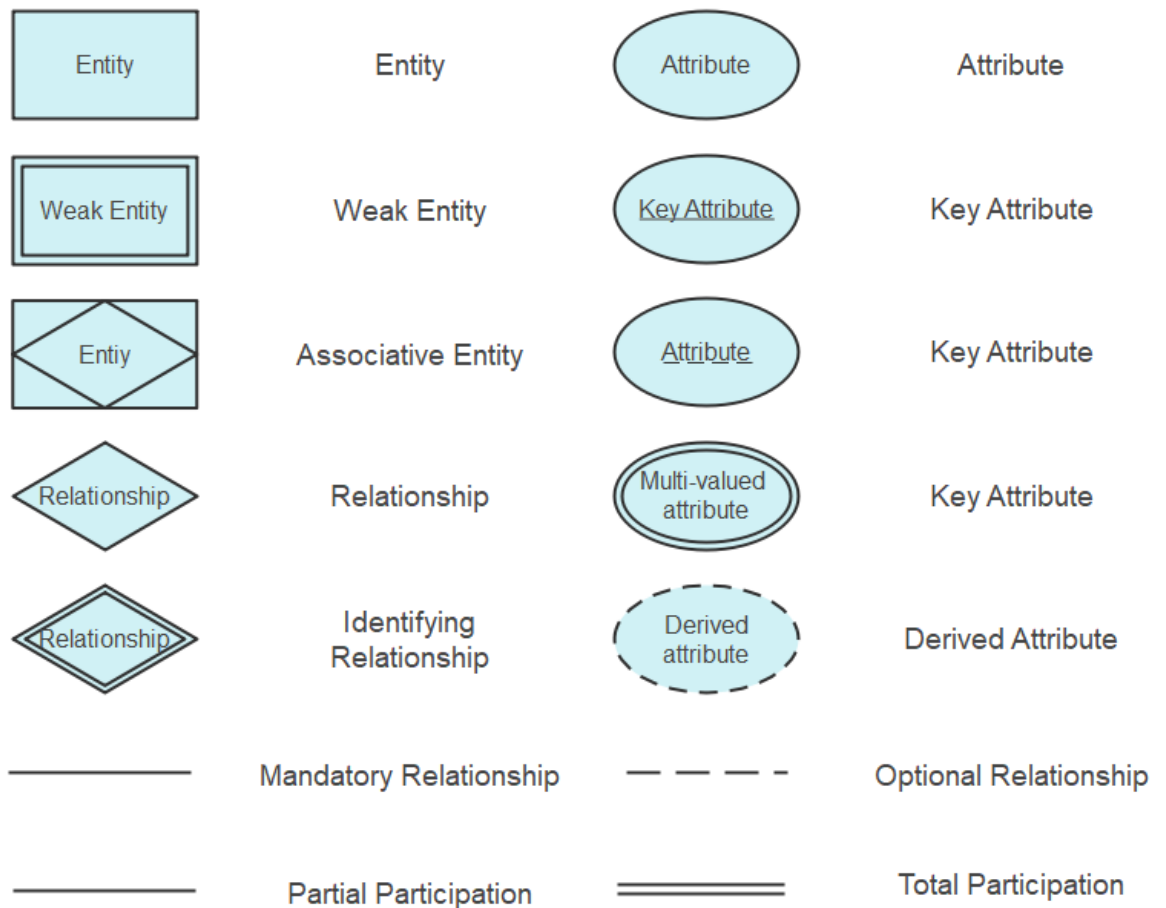 Entity
Entity
Attribute
Attribute
Weak Entity
Weak Entity
Key Attribute
Key Attribute
Entiy
Associative Entity
Attribute
Key Attribute
Relationship
Relationship
Multi-valued
attribute
Key Attribute
Relationship
Identifying
Relationship
Derived
attribute
Derived Attribute
Mandatory Relationship
Optional Relationship
Partial Participation
Total Participation